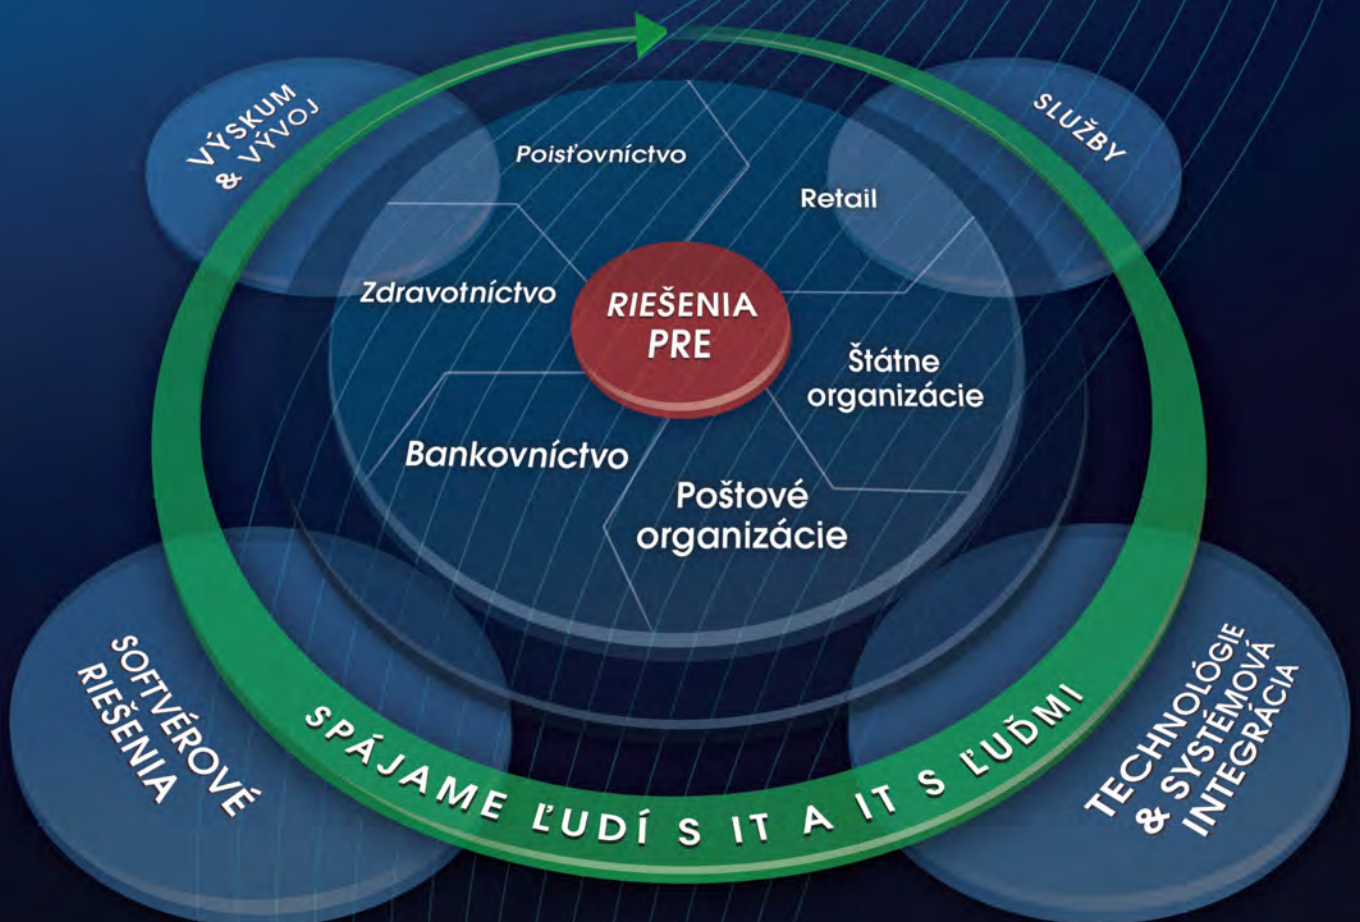 VÝSKUM
& VÝVOJ
SLUŽBY
Poisťovníctvo
Retail
Zdravotníctvo
RIEŠENIA
PRE
Štátne
organizácie
Bankovníctvo
Poštové
organizácie
SOFTVÉROVÉ
RIEŠENIA
TECHNOLÓGIE
& SYSTÉMOVÁ
INTEGRÁCIA
SPÁJAME ĽUDÍ S IT A IT S ĽUĎMI